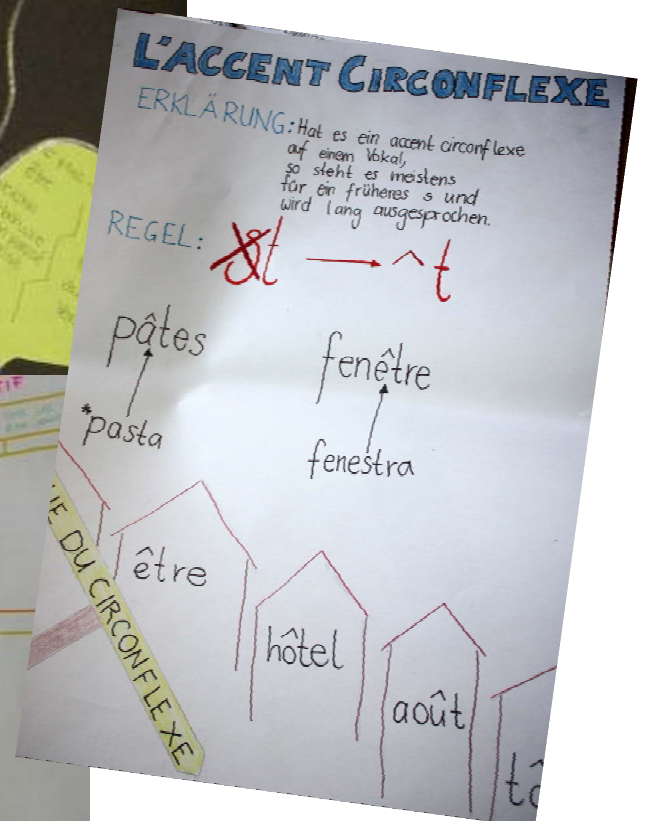 L'ACCENT CIRCONFLEXE
ERKLÄRUNG:
Hat es ein accent circonflexe
auf einem Vokal,
so steht es meistens
für ein früheres s und
wird lang ausgesprochen.
REGEL: st → ^t
pâtes
fenêtre
*pasta
fenestra
être
DU CIRCONFLEXE
hôtel
août